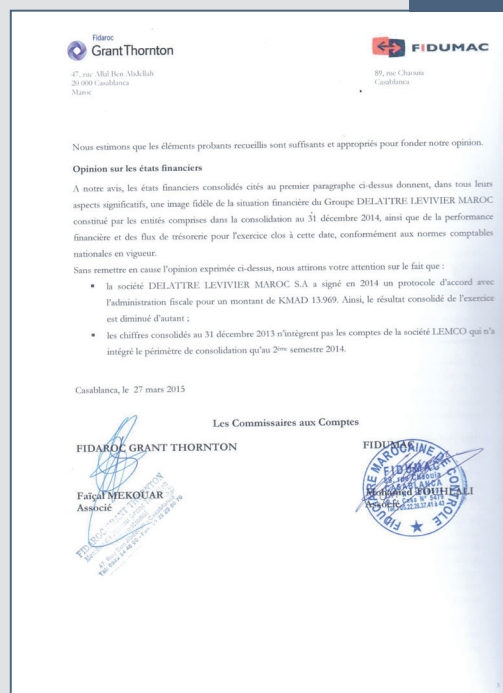 Fidaroc
Grant Thornton
47, rue Allal Ben Abdellah
20 000 Casablanca
Maroc
FIDUMAC
89, rue Chaouia
Casablanca
Nous estimons que les éléments probants recueillis sont suffisants et appropriés pour fonder notre opinion.
Opinion sur les états financiers
A notre avis, les états financiers consolidés cités au premier paragraphe ci-dessus donnent, dans tous leurs
aspects significatifs, une image fidèle de la situation financière du Groupe DELATTRE LEVIVIER MAROC
constitué par les entités comprises dans la consolidation au 31 décembre 2014, ainsi que de la performance
financière et des flux de trésorerie pour l'exercice clos à cette date, conformément aux normes comptables
nationales en vigueur.
Sans remettre en cause l'opinion exprimée ci-dessus, nous attirons votre attention sur le fait que :
▪ la société DELATTRE LEVIVIER MAROC S.A a signé en 2014 un protocole d'accord avec
l'administration fiscale pour un montant de KMAD 13.969. Ainsi, le résultat consolidé de l'exercice
est diminué d'autant ;
▪ les chiffres consolidés au 31 décembre 2013 n'intègrent pas les comptes de la société LEMCO qui n'a
intégré le périmètre de consolidation qu'au 2ème semestre 2014.
Casablanca, le 27 mars 2015
Les Commissaires aux Comptes
FIDAROC GRANT THORNTON
FIDUMAC
Faïçal MEKOUAR
Associé
Mohamed TOUHLALI
Associé
FIDAROC GRANT THORNTON
FIDUCIAIRE MAROCAINE DE CONTROLE
FIDUMAC
89, rue Chaouia
CASABLANCA